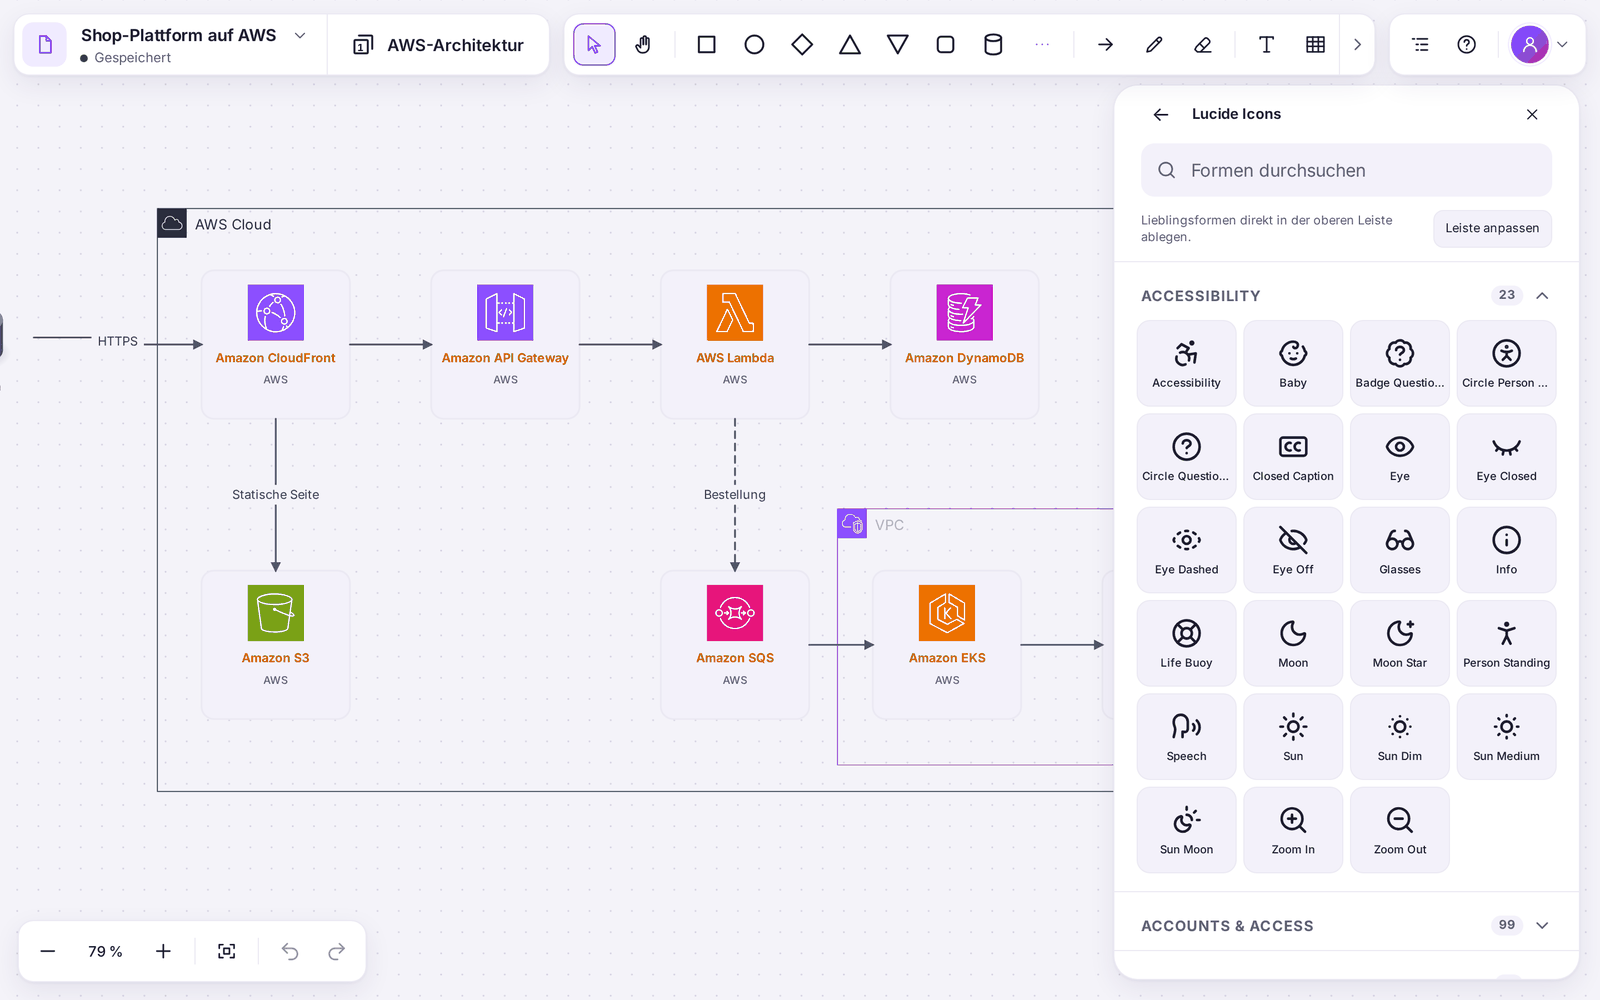 Shop-Plattform auf AWS
Gespeichert
1
AWS-Architektur
Lucide Icons
Formen durchsuchen
Lieblingsformen direkt in der oberen Leiste
ablegen.
Leiste anpassen
ACCESSIBILITY
23
Accessibility
Baby
Badge Questio...
Circle Person ...
Circle Questio...
Closed Caption
Eye
Eye Closed
Eye Dashed
Eye Off
Glasses
Info
Life Buoy
Moon
Moon Star
Person Standing
Speech
Sun
Sun Dim
Sun Medium
Sun Moon
Zoom In
Zoom Out
ACCOUNTS & ACCESS
99
AWS Cloud
HTTPS
Amazon CloudFront
AWS
Amazon API Gateway
AWS
AWS Lambda
AWS
Amazon DynamoDB
AWS
Statische Seite
Bestellung
VPC
Amazon S3
AWS
Amazon SQS
AWS
Amazon EKS
AWS
79 %